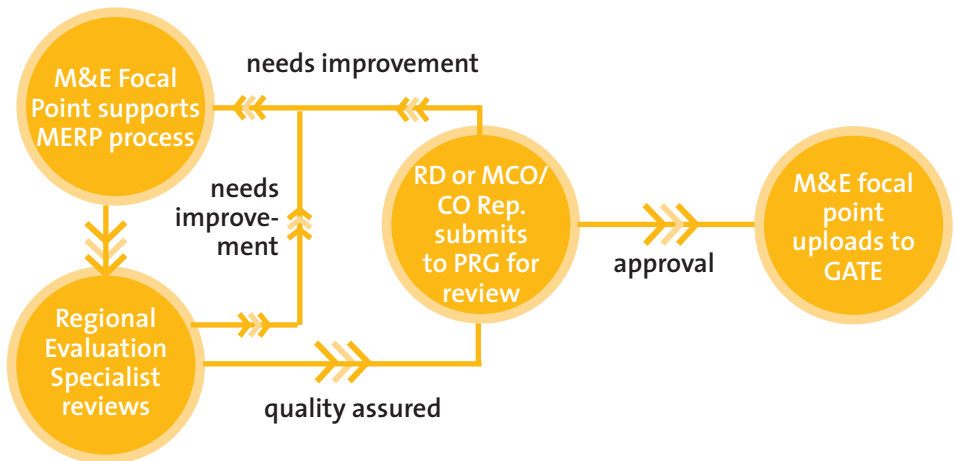 M&E Focal
Point supports
MERP process
needs improvement
needs
improve-
ment
Regional
Evaluation
Specialist
reviews
quality assured
RD or MCO/
CO Rep.
submits
to PRG for
review
approval
M&E focal
point
uploads to
GATE